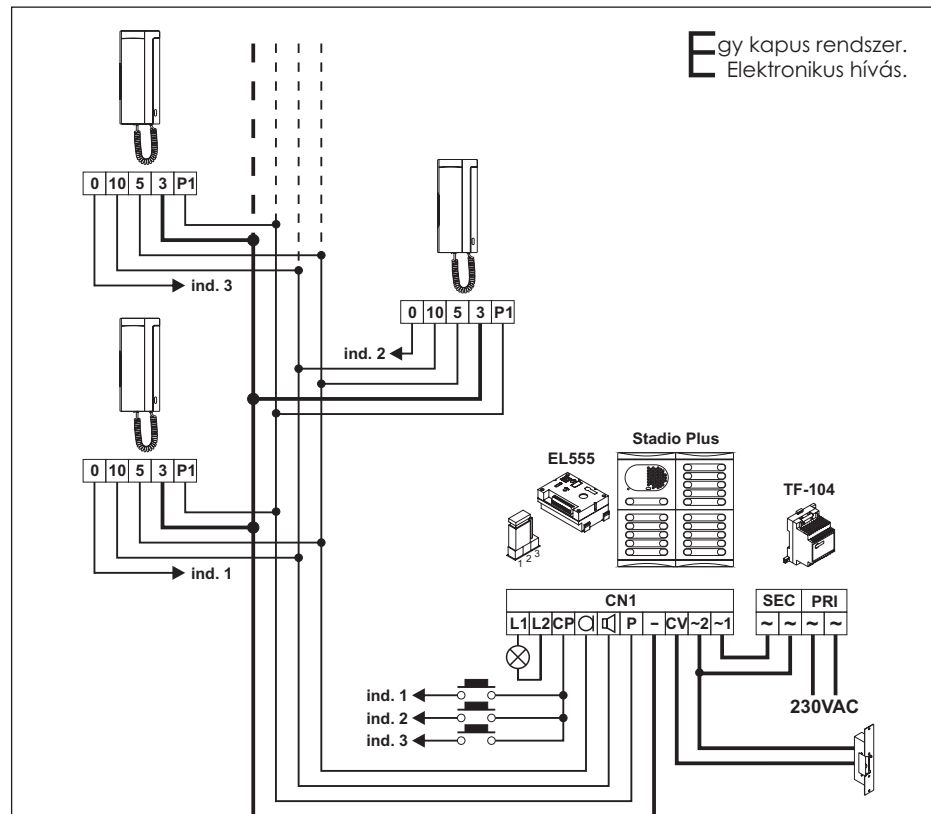 Egy kapus rendszer.
Elektronikus hívás.
0 10 5 3 P1
ind. 3
0 10 5 3 P1
ind. 2
0 10 5 3 P1
ind. 1
Stadio Plus
EL555
TF-104
1 2 3
CN1
L1 L2 CP P – CV ~2 ~1
SEC PRI
~ ~ ~ ~
ind. 1
ind. 2
ind. 3
230VAC